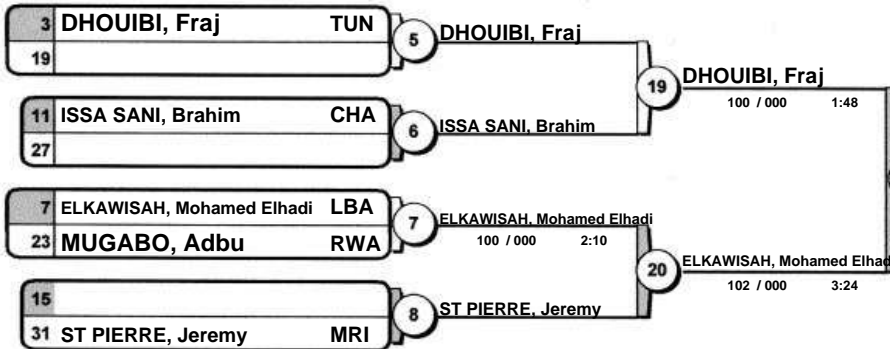 3 DHOUIBI, Fraj TUN
19
5
DHOUIBI, Fraj
11 ISSA SANI, Brahim CHA
27
6
ISSA SANI, Brahim
19
DHOUIBI, Fraj
100 / 000 1:48
7 ELKAWISAH, Mohamed Elhadi LBA
23 MUGABO, Adbu RWA
7
ELKAWISAH, Mohamed Elhadi
100 / 000 2:10
15
31 ST PIERRE, Jeremy MRI
8
ST PIERRE, Jeremy
20
ELKAWISAH, Mohamed Elhad
102 / 000 3:24